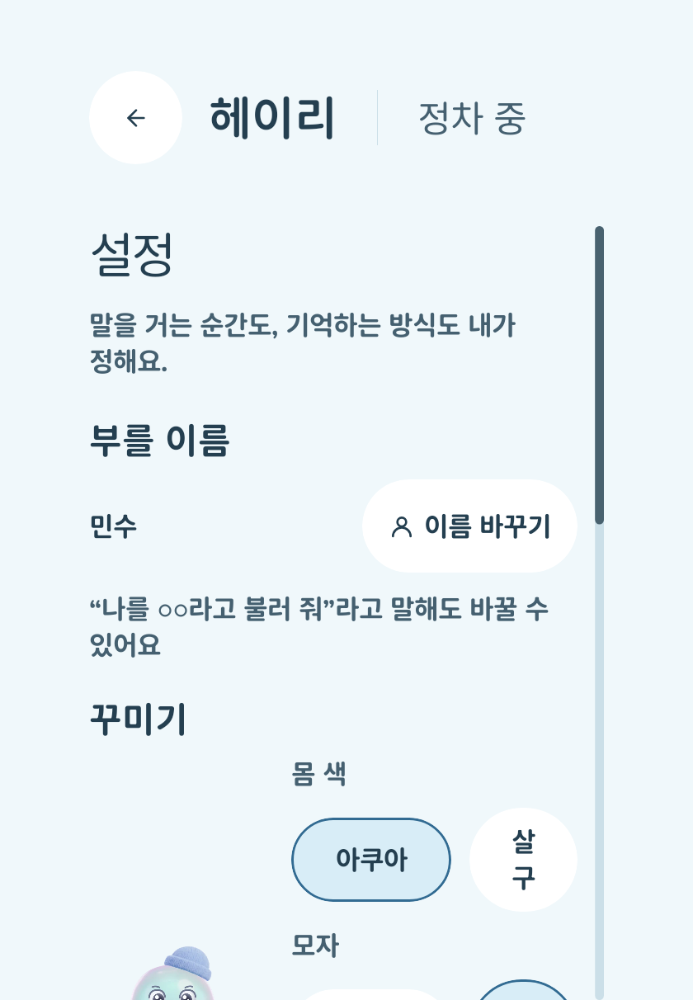 헤이리
정차 중
설정
말을 거는 순간도, 기억하는 방식도 내가
정해요.
부를 이름
민수
이름 바꾸기
“나를 ○○라고 불러 줘”라고 말해도 바꿀 수
있어요
꾸미기
몸 색
아쿠아
살
구
모자